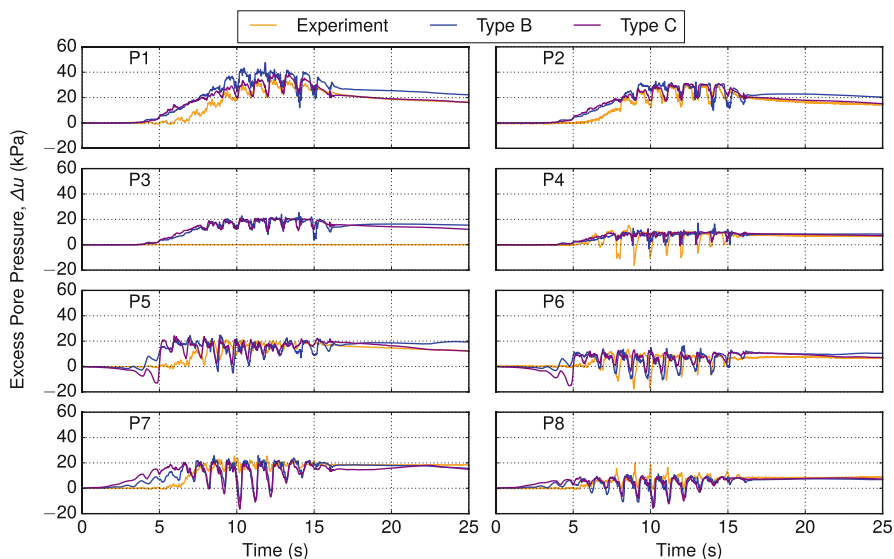 Experiment Type B Type C
Excess Pore Pressure, Δu (kPa)
P1 P2
60
40
20
0
−20
P3 P4
60
40
20
0
−20
P5 P6
60
40
20
0
−20
P7 P8
60
40
20
0
−20
0 5 10 15 20 25 0 5 10 15 20 25
Time (s) Time (s)